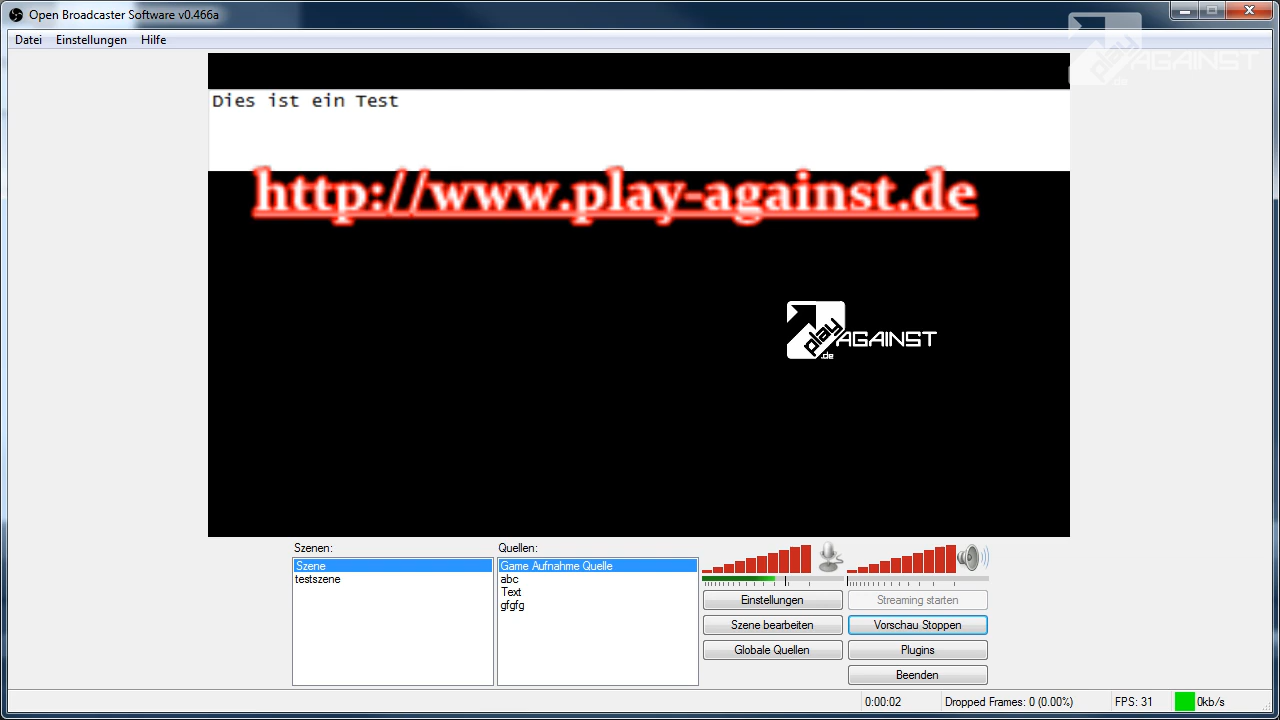 Open Broadcaster Software v0.466a
Datei Einstellungen Hilfe
play AGAINST .de
Dies ist ein Test
http://www.play-against.de
play AGAINST
.de
Szenen:
Szene
testszene
Quellen:
Game Aufnahme Quelle
abc
Text
gfgfg
Einstellungen
Streaming starten
Szene bearbeiten
Vorschau Stoppen
Globale Quellen
Plugins
Beenden
0:00:02
Dropped Frames: 0 (0.00%)
FPS: 31
0kb/s